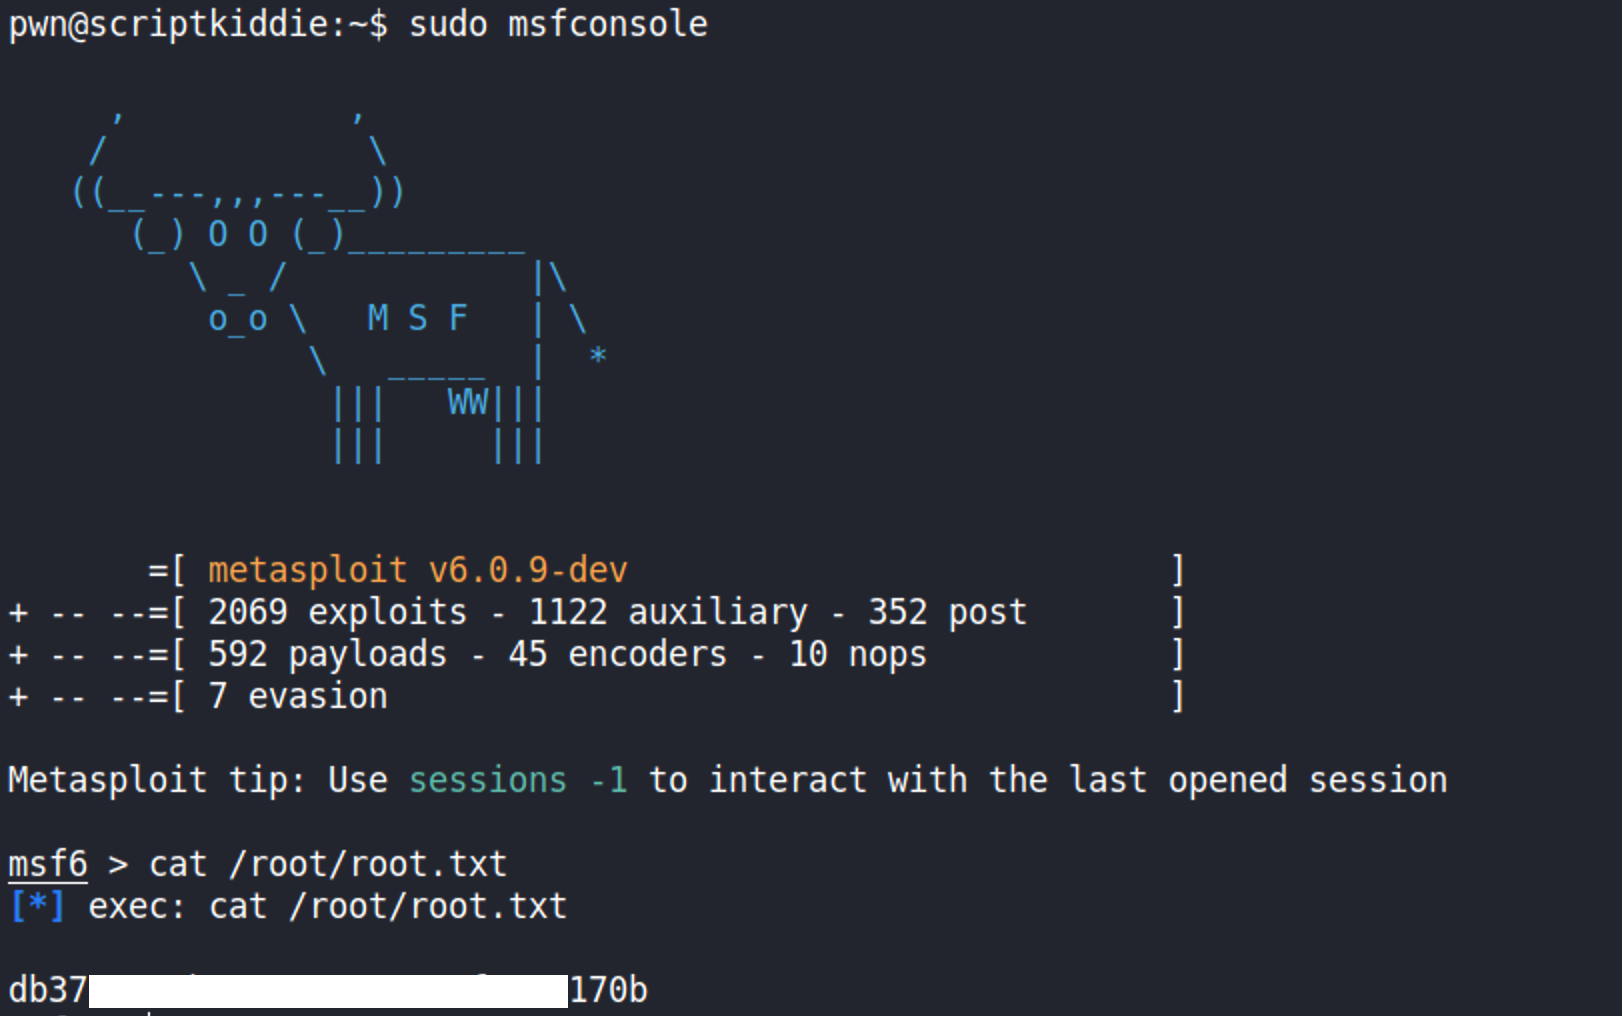 pwn@scriptkiddie:~$ sudo msfconsole
      ,           ,
    /             \
   ((__---,,,---__))
      (_) O O (_)_________
         \ _ /            |\
          o_o \   M S F   | \
               \   _____  |  *
                |||   WW|||
                |||     |||
       =[ metasploit v6.0.9-dev                           ]
+ -- --=[ 2069 exploits - 1122 auxiliary - 352 post       ]
+ -- --=[ 592 payloads - 45 encoders - 10 nops            ]
+ -- --=[ 7 evasion                                       ]
Metasploit tip: Use sessions -1 to interact with the last opened session
msf6 > cat /root/root.txt
[*] exec: cat /root/root.txt
db37 170b